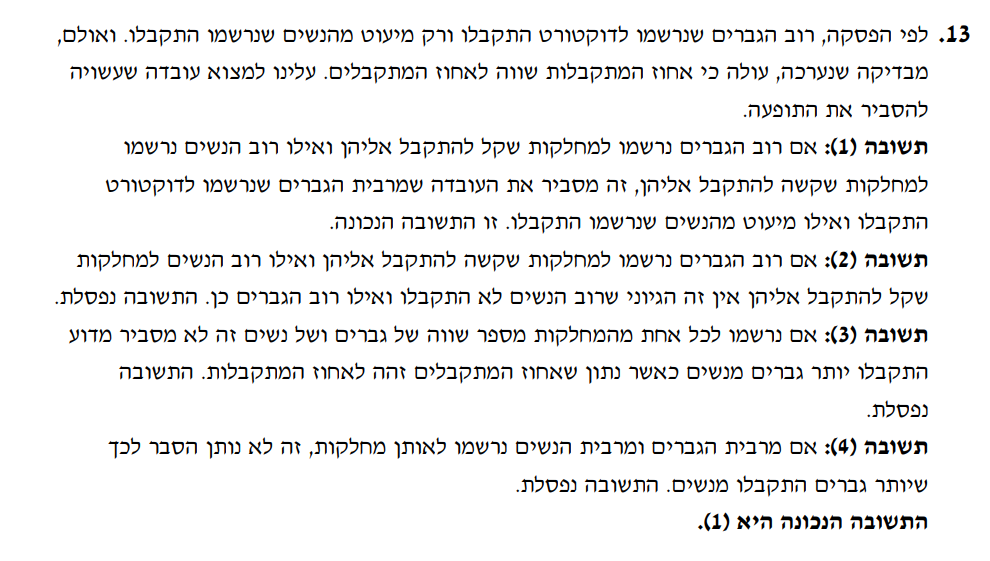 13. לפי הפסקה, רוב הגברים שנרשמו לדוקטורט התקבלו ורק מיעוט מהנשים שנרשמו התקבלו. ואולם,
מבדיקה שנערכה, עולה כי אחוז המתקבלות שווה לאחוז המתקבלים. עלינו למצוא עובדה שעשויה
להסביר את התופעה.
תשובה (1): אם רוב הגברים נרשמו למחלקות שקל להתקבל אליהן ואילו רוב הנשים נרשמו
למחלקות שקשה להתקבל אליהן, זה מסביר את העובדה שמרבית הגברים שנרשמו לדוקטורט
התקבלו ואילו מיעוט מהנשים שנרשמו התקבלו. זו התשובה הנכונה.
תשובה (2): אם רוב הגברים נרשמו למחלקות שקשה להתקבל אליהן ואילו רוב הנשים למחלקות
שקל להתקבל אליהן אין זה הגיוני שרוב הנשים לא התקבלו ואילו רוב הגברים כן. התשובה נפסלת.
תשובה (3): אם נרשמו לכל אחת מהמחלקות מספר שווה של גברים ושל נשים זה לא מסביר מדוע
התקבלו יותר גברים מנשים כאשר נתון שאחוז המתקבלים זהה לאחוז המתקבלות. התשובה
נפסלת.
תשובה (4): אם מרבית הגברים ומרבית הנשים נרשמו לאותן מחלקות, זה לא נותן הסבר לכך
שיותר גברים התקבלו מנשים. התשובה נפסלת.
התשובה הנכונה היא (1).